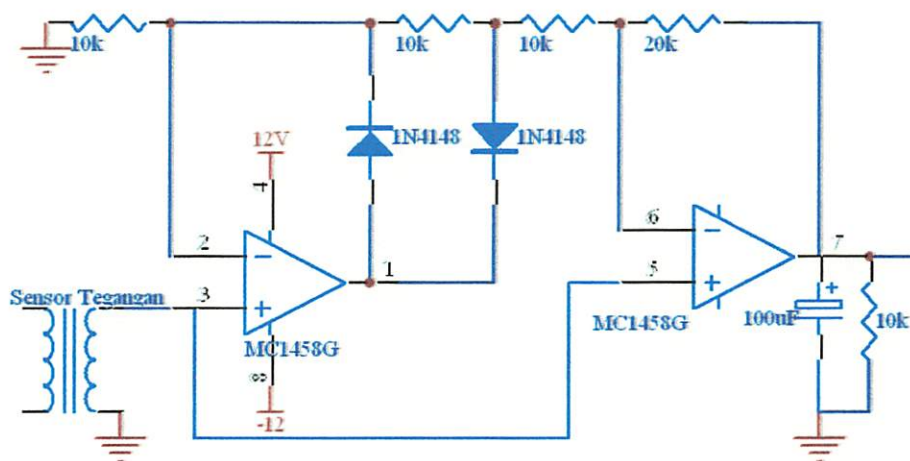 10k
10k
10k
20k
1N4148
1N4148
12V
4
2
6
1
7
5
Sensor Tegangan
3
+
100uF
10k
MC1458G
MC1458G
8
-12